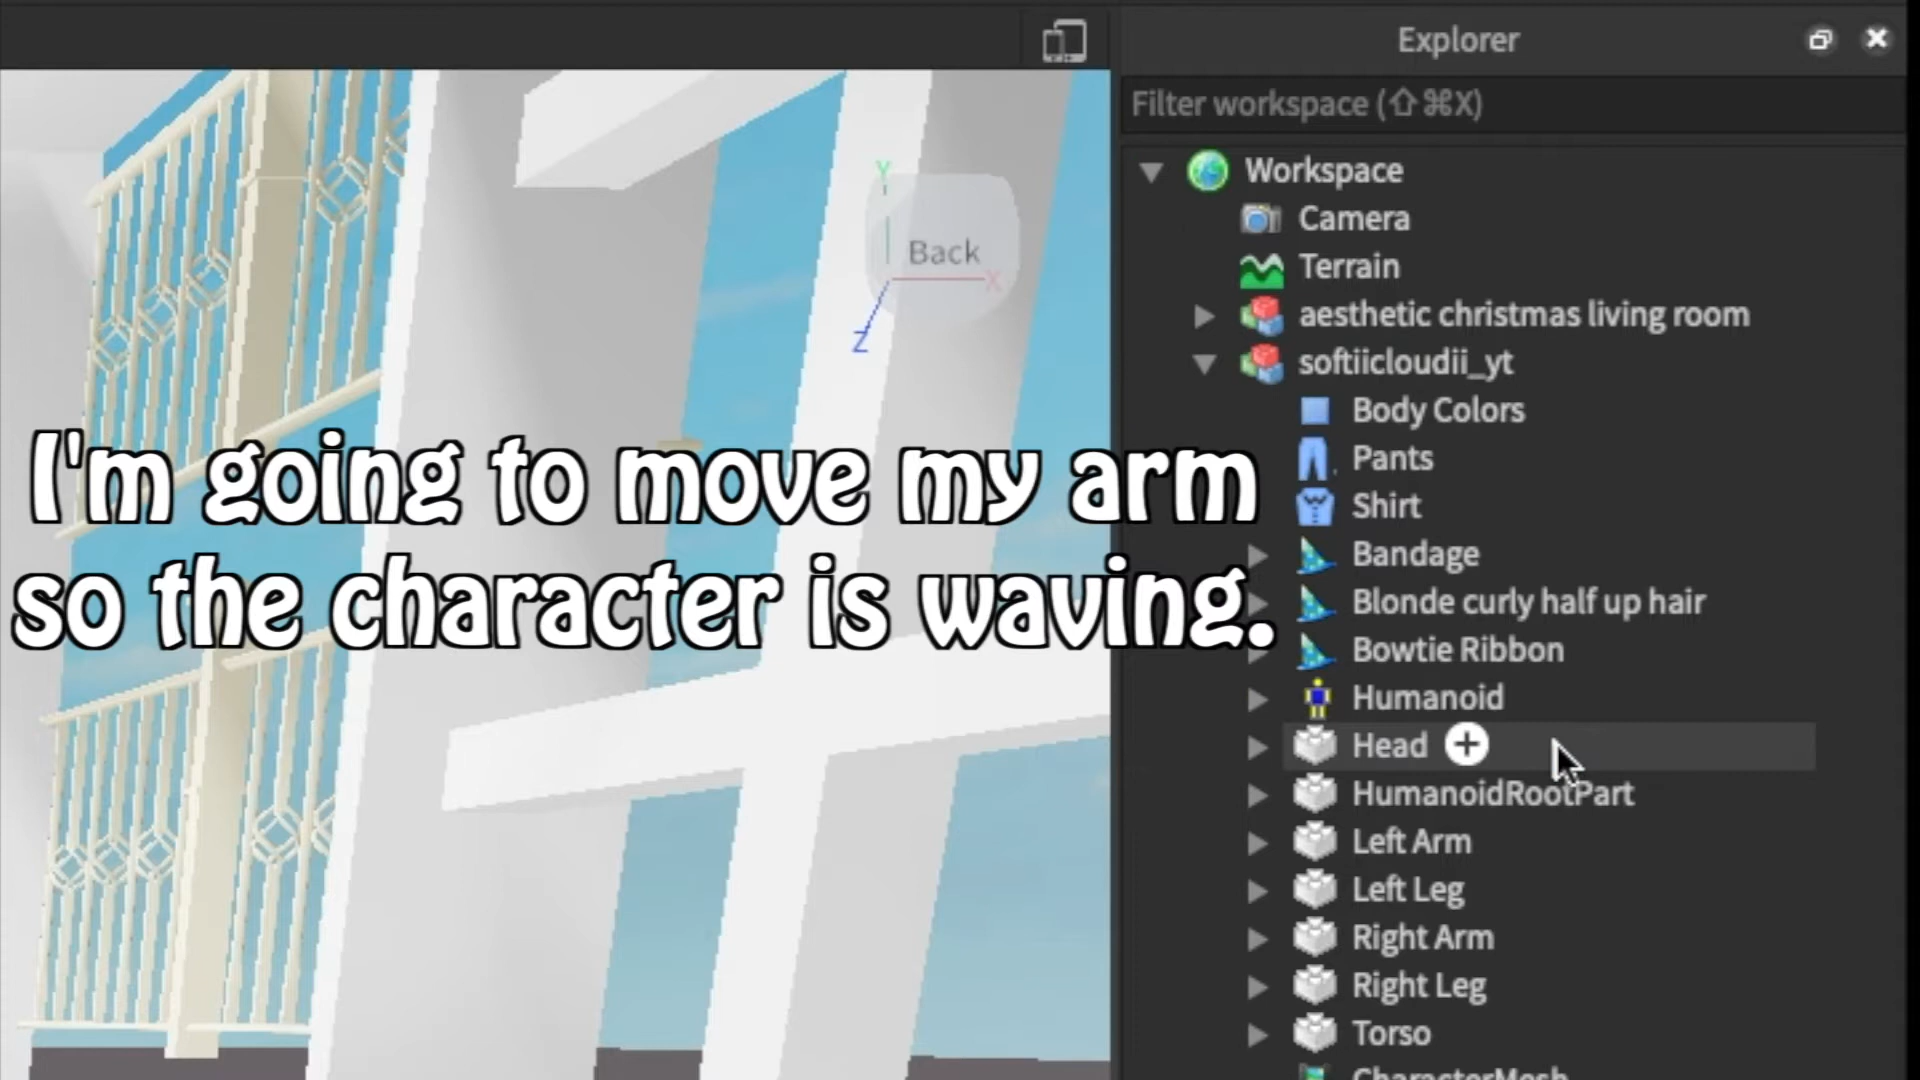 Explorer
Filter workspace (⇧⌘X)
Workspace
Camera
Terrain
aesthetic christmas living room
softiicloudii_yt
Body Colors
Pants
Shirt
Bandage
Blonde curly half up hair
Bowtie Ribbon
Humanoid
Head
HumanoidRootPart
Left Arm
Left Leg
Right Arm
Right Leg
Torso
CharacterMesh
Y
Back
X
Z
I'm going to move my arm
so the character is waving.